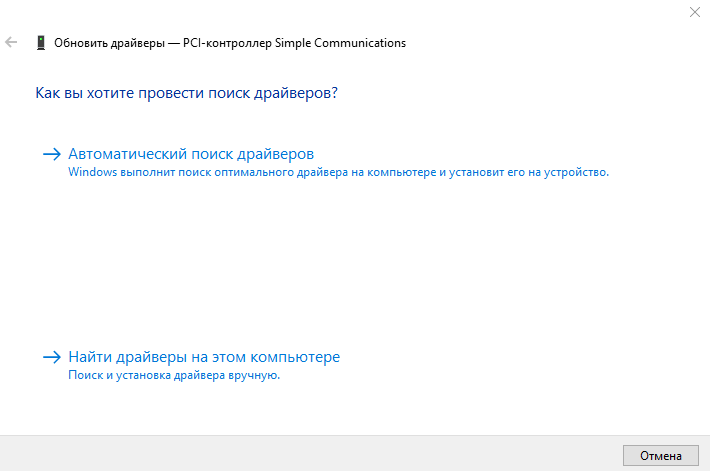 Обновить драйверы — PCI-контроллер Simple Communications
Как вы хотите провести поиск драйверов?
Автоматический поиск драйверов
Windows выполнит поиск оптимального драйвера на компьютере и установит его на устройство.
Найти драйверы на этом компьютере
Поиск и установка драйвера вручную.
Отмена